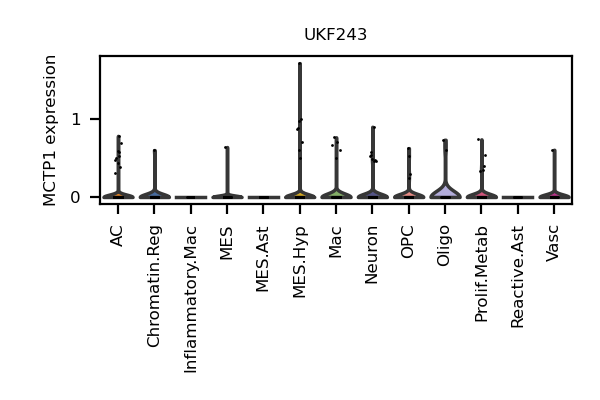 UKF243
MCTP1 expression
1
0
AC
Chromatin.Reg
Inflammatory.Mac
MES
MES.Ast
MES.Hyp
Mac
Neuron
OPC
Oligo
Prolif.Metab
Reactive.Ast
Vasc